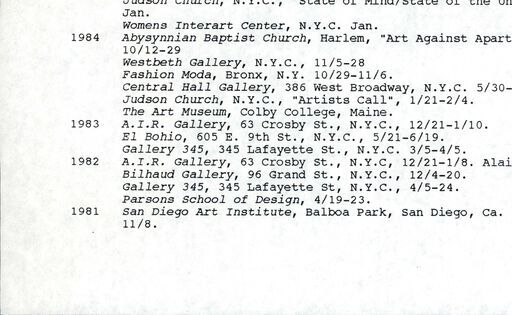 Judson Church, N.Y.C., "State of Mind/State of the Un
Jan.
Womens Interart Center, N.Y.C. Jan.
1984 Abysynnian Baptist Church, Harlem, "Art Against Apart
10/12-29
Westbeth Gallery, N.Y.C., 11/5-28
Fashion Moda, Bronx, N.Y. 10/29-11/6.
Central Hall Gallery, 386 West Broadway, N.Y.C. 5/30-
Judson Church, N.Y.C., "Artists Call", 1/21-2/4.
The Art Museum, Colby College, Maine.
1983 A.I.R. Gallery, 63 Crosby St., N.Y.C., 12/21-1/10.
El Bohio, 605 E. 9th St., N.Y.C., 5/21-6/19.
Gallery 345, 345 Lafayette St., N.Y.C. 3/5-4/5.
1982 A.I.R. Gallery, 63 Crosby St., N.Y.C, 12/21-1/8. Alai
Bilhaud Gallery, 96 Grand St., N.Y.C., 12/4-20.
Gallery 345, 345 Lafayette St, N.Y.C., 4/5-24.
Parsons School of Design, 4/19-23.
1981 San Diego Art Institute, Balboa Park, San Diego, Ca.
11/8.